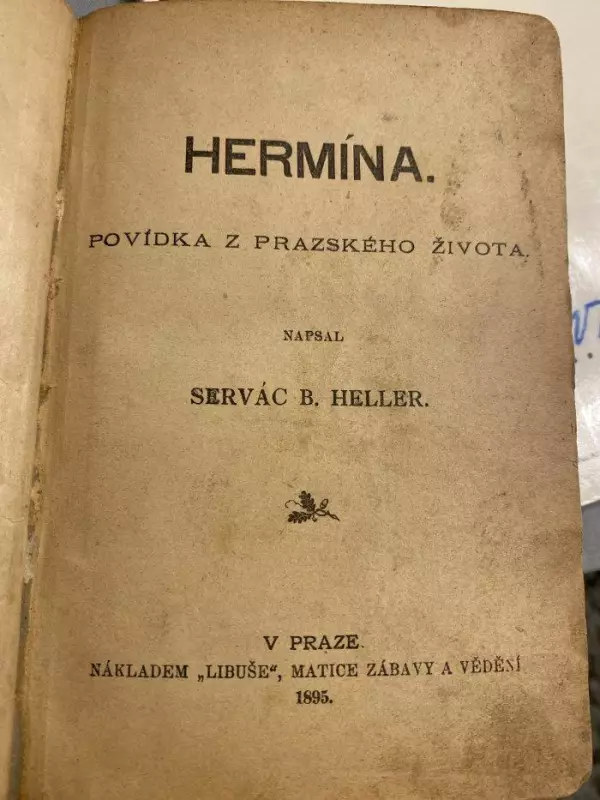 HERMÍNA.
POVÍDKA Z PRAZSKÉHO ŽIVOTA.
NAPSAL
SERVÁC B. HELLER.
V PRAZE.
NÁKLADEM „LIBUŠE“, MATICE ZÁBAVY A VĚDĚNÍ
1895.